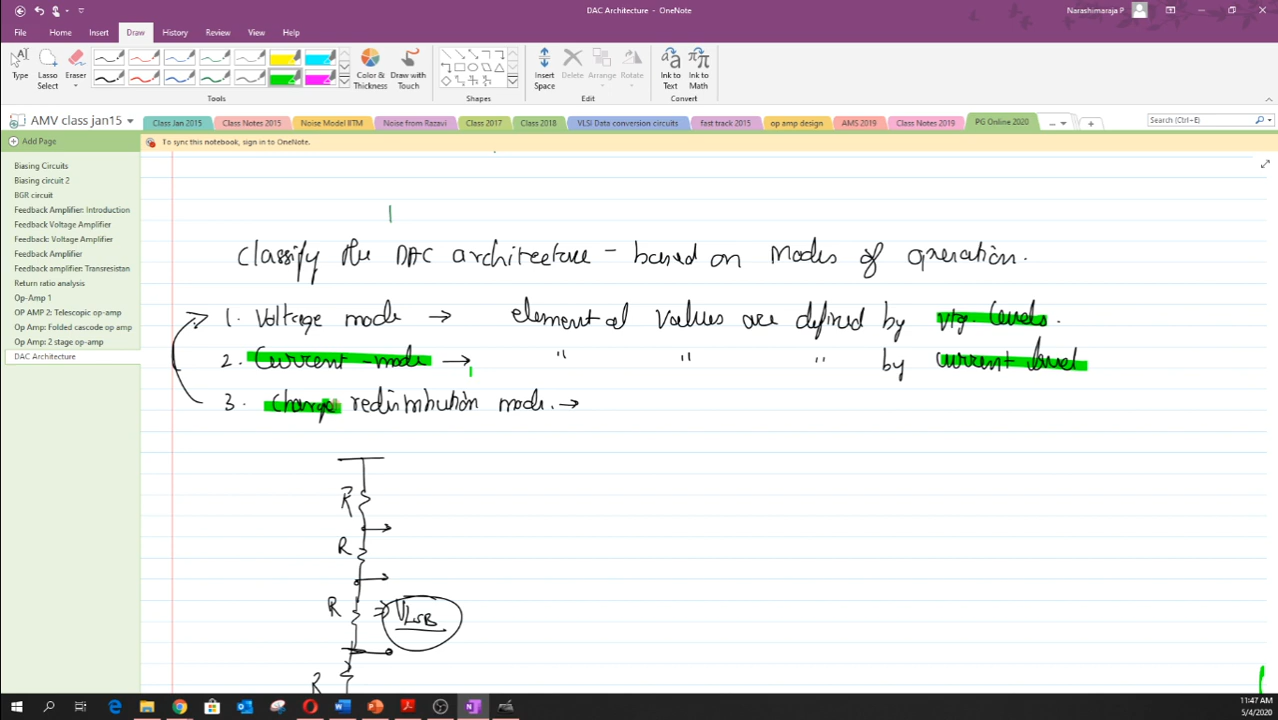 DAC Architecture - OneNote
Narashimaraja P
File Home Insert Draw History Review View Help
Type
Lasso Select
Eraser
Color & Thickness
Draw with Touch
Insert Space
Delete
Arrange
Rotate
Ink to Text
Ink to Math
Tools Shapes Edit Convert
AMV class jan15
Class Jan 2015 Class Notes 2015 Noise Model IITM Noise from Razavi Class 2017 Class 2018 VLSI Data conversion circuits fast track 2015 op amp design AMS 2019 Class Notes 2019 PG Online 2020
Search (Ctrl+E)
Add Page
To sync this notebook, sign in to OneNote.
Biasing Circuits
Biasing circuit 2
BGR circuit
Feedback Amplifier: Introduction
Feedback Voltage Amplifier
Feedback: Voltage Amplifier
Feedback Amplifier
Feedback amplifier: Transresistan
Return ratio analysis
Op-Amp 1
OP AMP 2: Telescopic op-amp
Op Amp: Folded cascode op amp
Op Amp: 2 stage op-amp
DAC Architecture
Classify the DAC architecture - based on Modes of operation.
1. Voltage mode → elemental values are defined by vtg. levels.
2. Current-mode → " " " by current level
3. Charge redistribution mode. →
R
R
R ⇒ VLSB
R
11:47 AM
5/4/2020